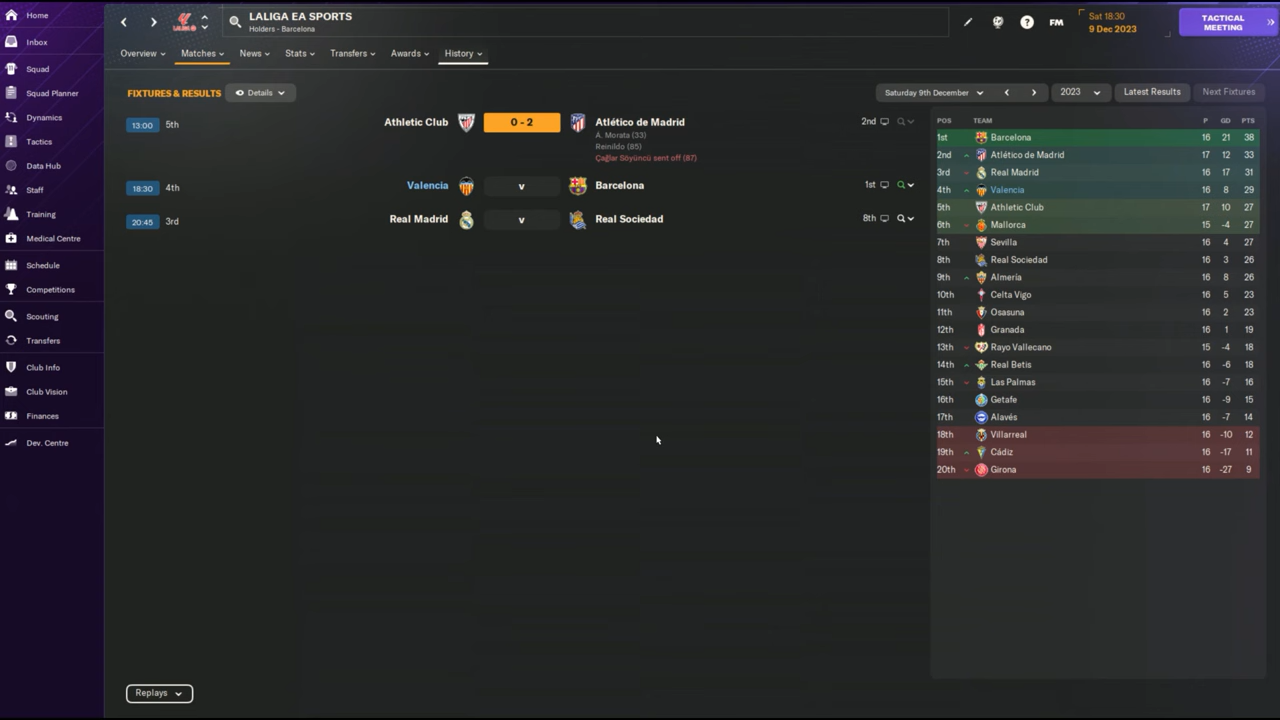 Home
Inbox
Squad
Squad Planner
Dynamics
Tactics
Data Hub
Staff
Training
Medical Centre
Schedule
Competitions
Scouting
Transfers
Club Info
Club Vision
Finances
Dev. Centre
LALIGA EA SPORTS
Holders - Barcelona
FM
Sat 18:30
9 Dec 2023
TACTICAL MEETING
Overview Matches News Stats Transfers Awards History
FIXTURES & RESULTS Details
Saturday 9th December 2023 Latest Results Next Fixtures
13:00 5th Athletic Club 0 - 2 Atlético de Madrid 2nd
Á. Morata (33)
Reinildo (85)
Çağlar Söyüncü sent off (87)
18:30 4th Valencia v Barcelona 1st
20:45 3rd Real Madrid v Real Sociedad 8th
POS TEAM P GD PTS
1st Barcelona 16 21 38
2nd Atlético de Madrid 17 12 33
3rd Real Madrid 16 17 31
4th Valencia 16 8 29
5th Athletic Club 17 10 27
6th Mallorca 15 -4 27
7th Sevilla 16 4 27
8th Real Sociedad 16 3 26
9th Almería 16 8 26
10th Celta Vigo 16 5 23
11th Osasuna 16 2 23
12th Granada 16 1 19
13th Rayo Vallecano 15 -4 18
14th Real Betis 16 -6 18
15th Las Palmas 16 -7 16
16th Getafe 16 -9 15
17th Alavés 16 -7 14
18th Villarreal 16 -10 12
19th Cádiz 16 -17 11
20th Girona 16 -27 9
Replays